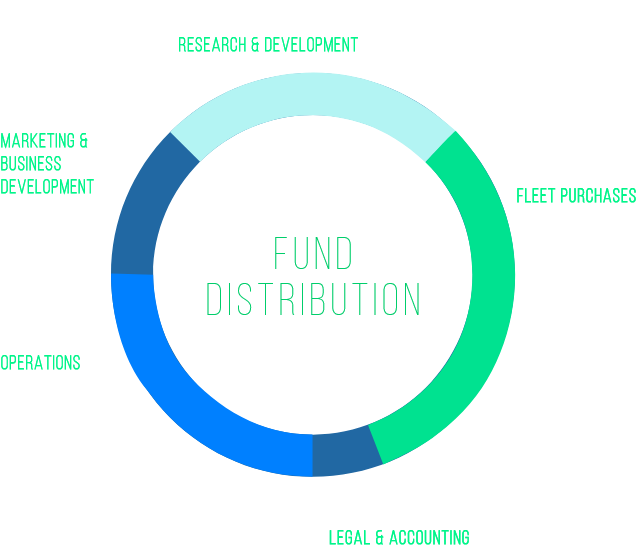 RESEARCH & DEVELOPMENT
MARKETING &
BUSINESS
DEVELOPMENT
FLEET PURCHASES
FUND
DISTRIBUTION
OPERATIONS
LEGAL & ACCOUNTING